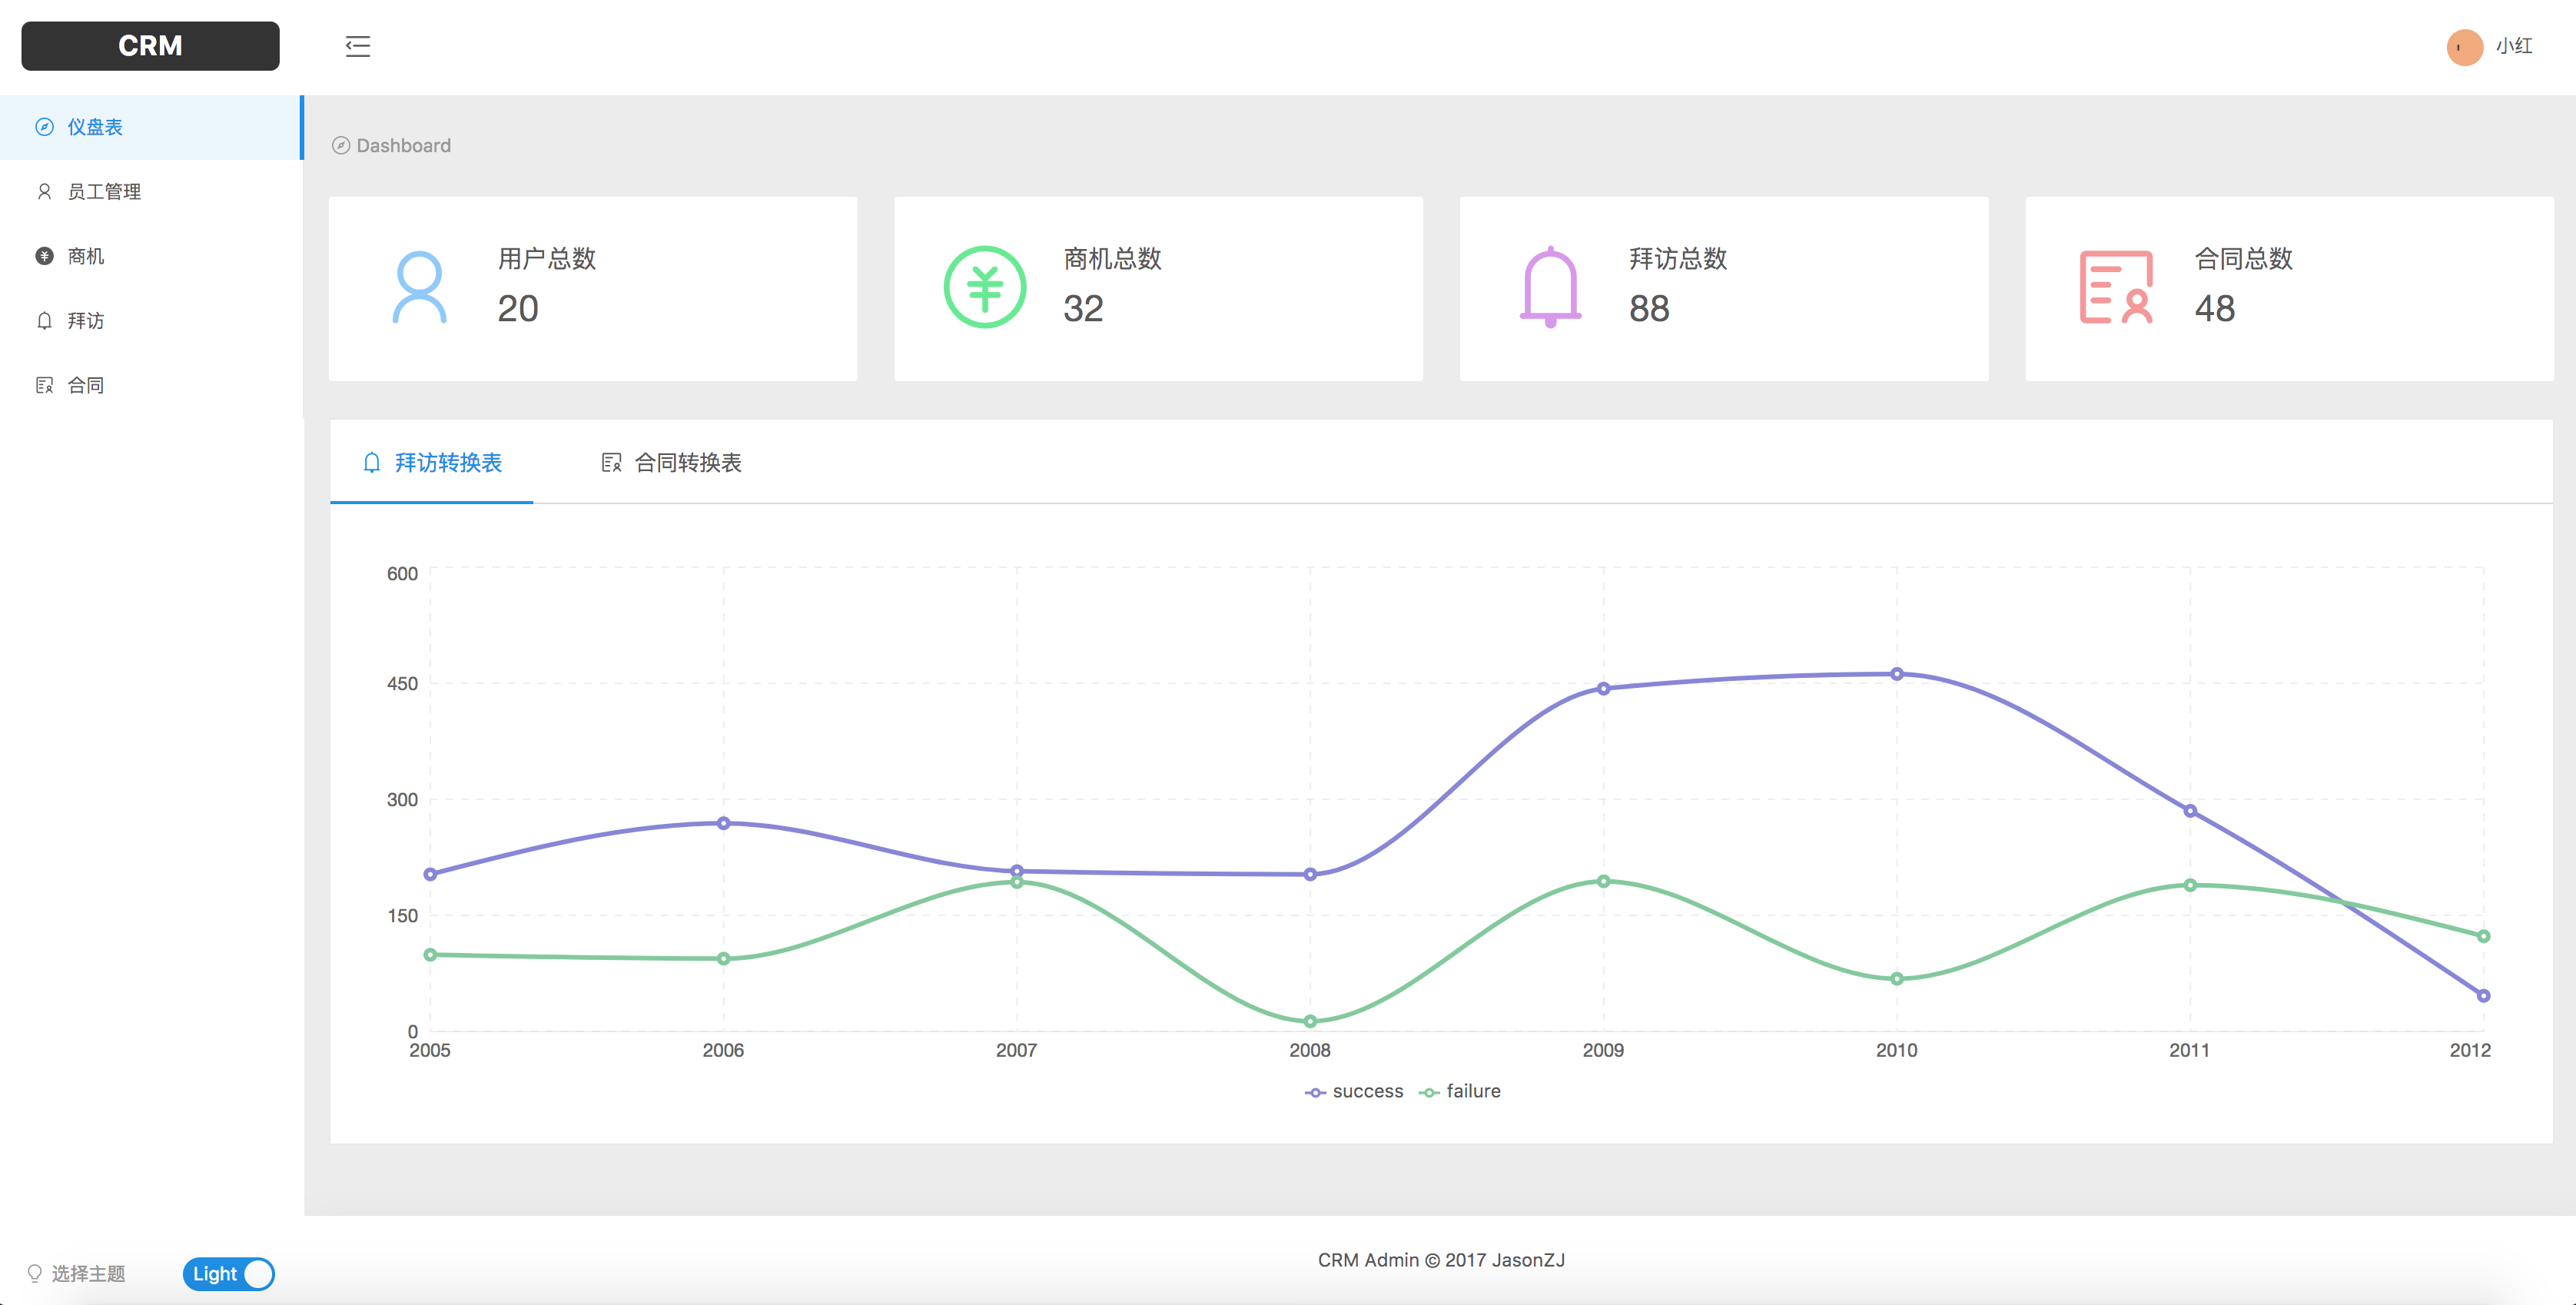 CRM
小红
仪盘表
员工管理
商机
拜访
合同
Dashboard
用户总数
20
商机总数
32
拜访总数
88
合同总数
48
拜访转换表
合同转换表
600
450
300
150
0
2005 2006 2007 2008 2009 2010 2011 2012
success failure
选择主题 Light
CRM Admin © 2017 JasonZJ